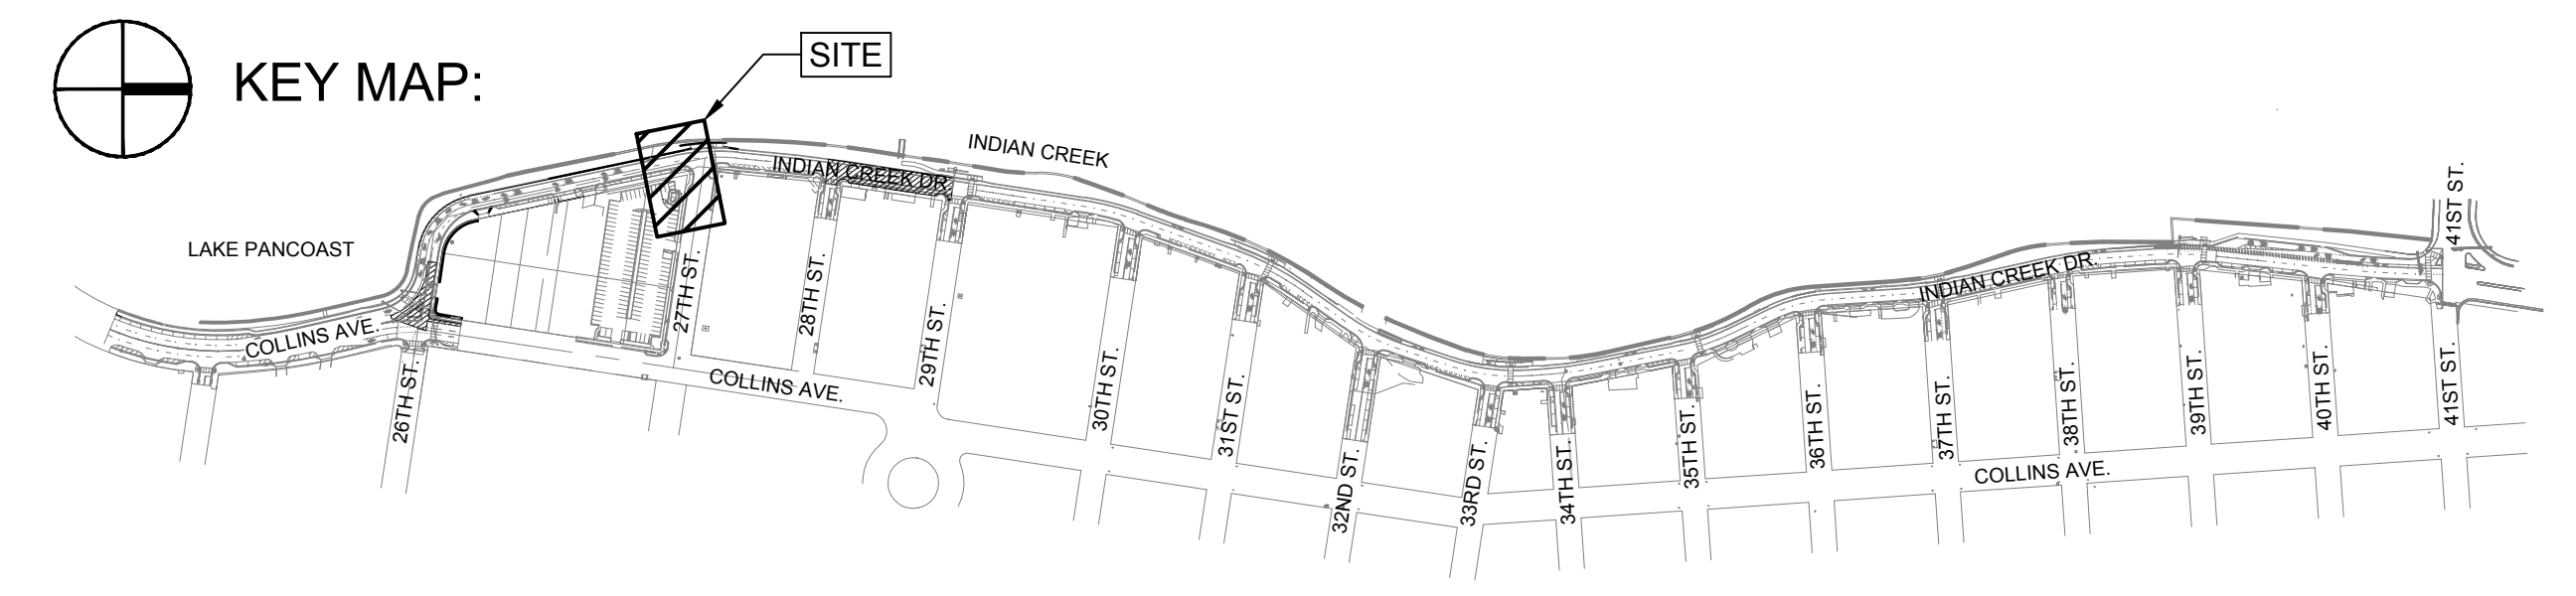 KEY MAP:
SITE
INDIAN CREEK
INDIAN CREEK DR.
LAKE PANCOAST
COLLINS AVE.
26TH ST.
27TH ST.
28TH ST.
29TH ST.
COLLINS AVE.
30TH ST.
31ST ST.
32ND ST.
33RD ST.
34TH ST.
35TH ST.
36TH ST.
37TH ST.
38TH ST.
39TH ST.
40TH ST.
41ST ST.
41ST ST.
INDIAN CREEK DR.
COLLINS AVE.